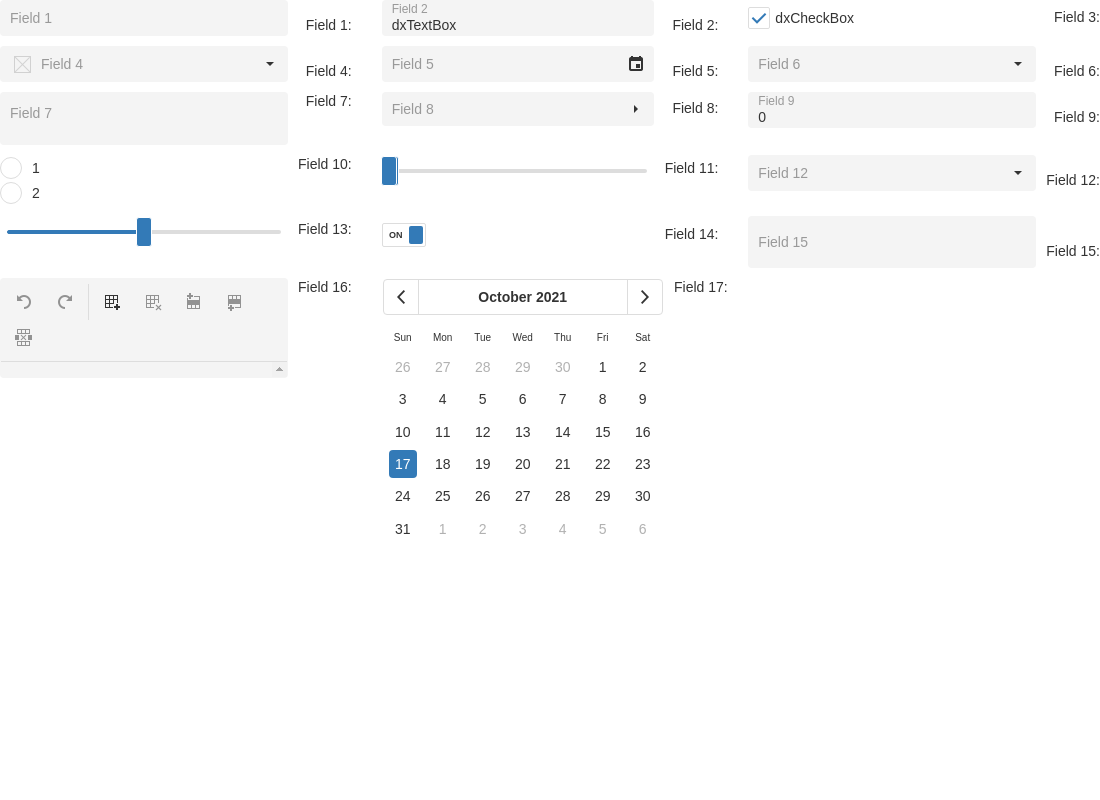 Field 1
Field 1:
Field 2
dxTextBox
Field 2:
dxCheckBox
Field 3:
Field 4
Field 4:
Field 5
Field 5:
Field 6
Field 6:
Field 7
Field 7:
Field 8
Field 8:
Field 9
0
Field 9:
1
2
Field 10:
Field 11:
Field 12
Field 12:
Field 13:
ON
Field 14:
Field 15
Field 15:
Field 16:
October 2021
Field 17:
Sun Mon Tue Wed Thu Fri Sat
26 27 28 29 30 1 2
3 4 5 6 7 8 9
10 11 12 13 14 15 16
17 18 19 20 21 22 23
24 25 26 27 28 29 30
31 1 2 3 4 5 6